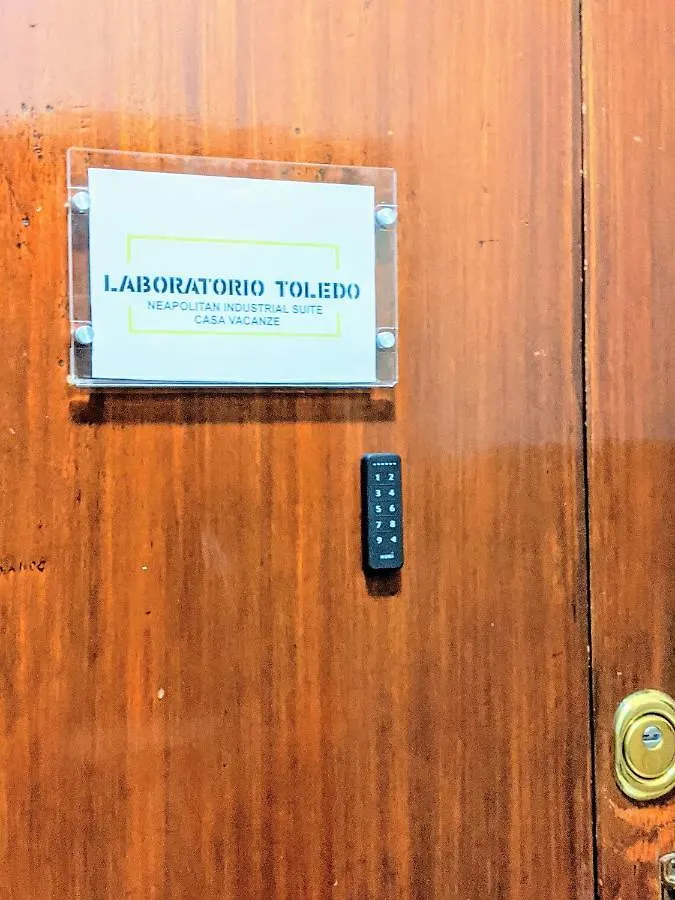 LABORATORIO TOLEDO
NEAPOLITAN INDUSTRIAL SUITE
CASA VACANZE
1 2
3 4
5 6
7 8
9